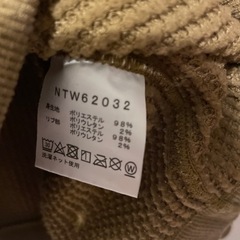 NTW62032
身生地 ポリエステル 98%
ポリウレタン 2%
リブ部 ポリエステル 98%
ポリウレタン 2%
洗濯ネット使用